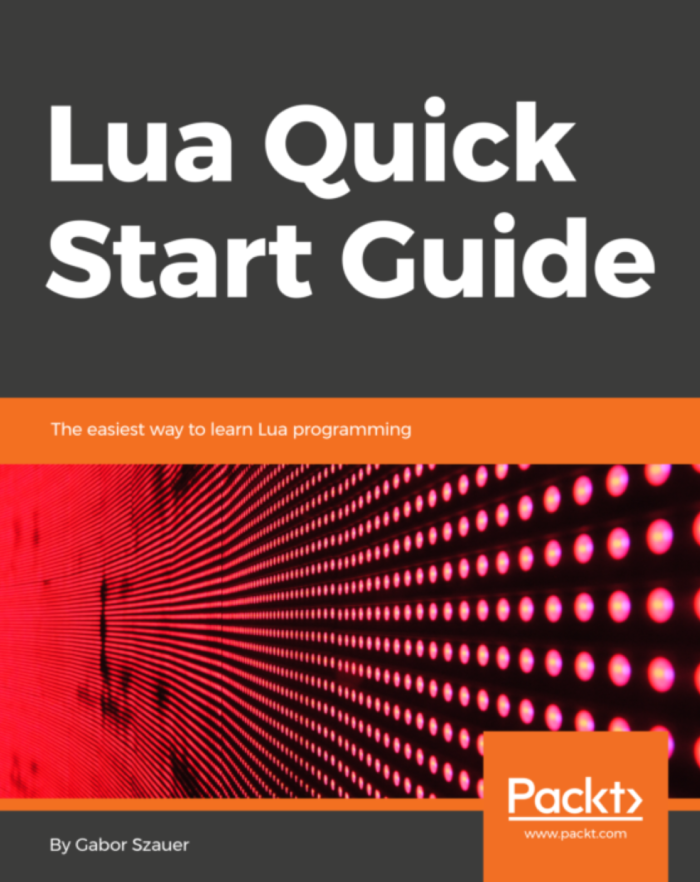 Lua Quick
Start Guide
The easiest way to learn Lua programming
Packt>
www.packt.com
By Gabor Szauer